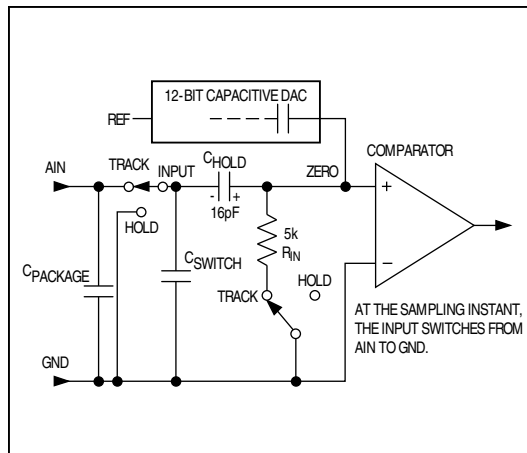 12-BIT CAPACITIVE DAC
REF
COMPARATOR
AIN
TRACK
INPUT
CHOLD
ZERO
- +
16pF
+
HOLD
5k
RIN
CPACKAGE
CSWITCH
HOLD
−
TRACK
AT THE SAMPLING INSTANT,
THE INPUT SWITCHES FROM
AIN TO GND.
GND